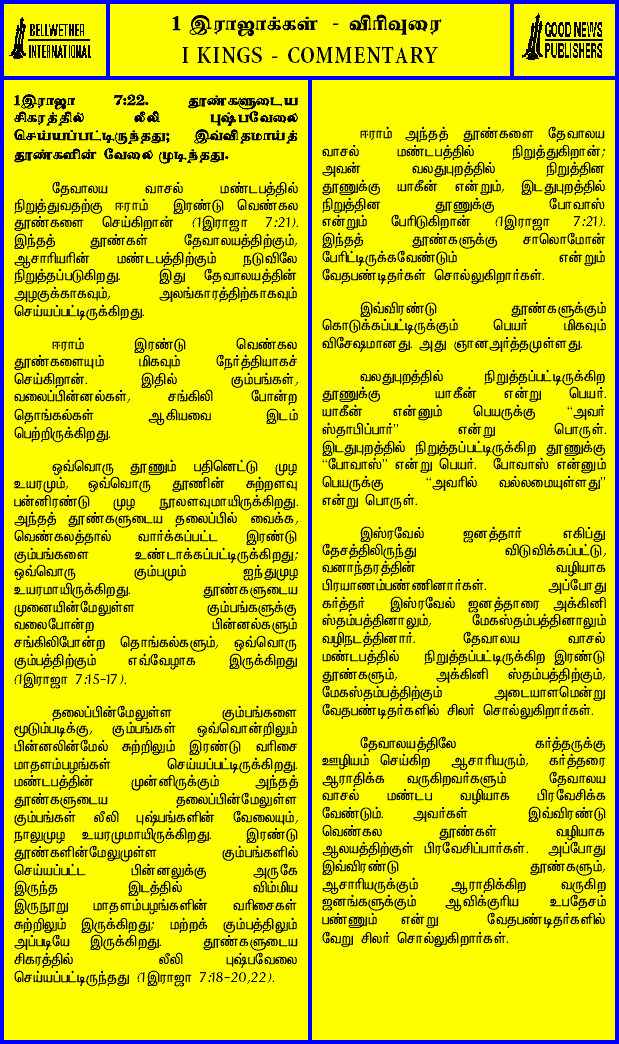 BELLWETHER
INTERNATIONAL
1 இராஜாக்கள் - விரிவுரை
I KINGS - COMMENTARY
GOOD NEWS
PUBLISHERS
1இராஜா 7:22. தூண்களுடைய
சிகரத்தில் லீலி புஷ்பவேலை
செய்யப்பட்டிருந்தது; இவ்விதமாய்த்
தூண்களின் வேலை முடிந்தது.
தேவாலய வாசல் மண்டபத்தில்
நிறுத்துவதற்கு ஈராம் இரண்டு வெண்கல
தூண்களை செய்கிறான் (1இராஜா 7:21).
இந்தத் தூண்கள் தேவாலயத்திற்கும்,
ஆசாரியரின் மண்டபத்திற்கும் நடுவிலே
நிறுத்தப்படுகிறது. இது தேவாலயத்தின்
அழகுக்காகவும், அலங்காரத்திற்காகவும்
செய்யப்பட்டிருக்கிறது.
ஈராம் இரண்டு வெண்கல
தூண்களையும் மிகவும் நேர்த்தியாகச்
செய்கிறான். இதில் கும்பங்கள்,
வலைப்பின்னல்கள், சங்கிலி போன்ற
தொங்கல்கள் ஆகியவை இடம்
பெற்றிருக்கிறது.
ஒவ்வொரு தூணும் பதினெட்டு முழ
உயரமும், ஒவ்வொரு தூணின் சுற்றளவு
பன்னிரண்டு முழ நூலளவுமாயிருக்கிறது.
அந்தத் தூண்களுடைய தலைப்பில் வைக்க,
வெண்கலத்தால் வார்க்கப்பட்ட இரண்டு
கும்பங்களை உண்டாக்கப்பட்டிருக்கிறது;
ஒவ்வொரு கும்பமும் ஐந்துமுழ
உயரமாயிருக்கிறது. தூண்களுடைய
முனையின்மேலுள்ள கும்பங்களுக்கு
வலைபோன்ற பின்னல்களும்
சங்கிலிபோன்ற தொங்கல்களும், ஒவ்வொரு
கும்பத்திற்கும் எவ்வேழாக இருக்கிறது
(1இராஜா 7:15-17).
தலைப்பின்மேலுள்ள கும்பங்களை
மூடும்படிக்கு, கும்பங்கள் ஒவ்வொன்றிலும்
பின்னலின்மேல் சுற்றிலும் இரண்டு வரிசை
மாதளம்பழங்கள் செய்யப்பட்டிருக்கிறது.
மண்டபத்தின் முன்னிருக்கும் அந்தத்
தூண்களுடைய தலைப்பின்மேலுள்ள
கும்பங்கள் லீலி புஷ்பங்களின் வேலையும்,
நாலுமுழ உயரமுமாயிருக்கிறது. இரண்டு
தூண்களின்மேலுமுள்ள கும்பங்களில்
செய்யப்பட்ட பின்னலுக்கு அருகே
இருந்த இடத்தில் விம்மிய
இருநூறு மாதளம்பழங்களின் வரிசைகள்
சுற்றிலும் இருக்கிறது; மற்றக் கும்பத்திலும்
அப்படியே இருக்கிறது. தூண்களுடைய
சிகரத்தில் லீலி புஷ்பவேலை
செய்யப்பட்டிருந்தது (1இராஜா 7:18-20,22).
ஈராம் அந்தத் தூண்களை தேவாலய
வாசல் மண்டபத்தில் நிறுத்துகிறான்;
அவன் வலதுபுறத்தில் நிறுத்தின
தூணுக்கு யாகீன் என்றும், இடதுபுறத்தில்
நிறுத்தின தூணுக்கு போவாஸ்
என்றும் பேரிடுகிறான் (1இராஜா 7:21).
இந்தத் தூண்களுக்கு சாலொமோன்
பேரிட்டிருக்கவேண்டும் என்றும்
வேதபண்டிதர்கள் சொல்லுகிறார்கள்.
இவ்விரண்டு தூண்களுக்கும்
கொடுக்கப்பட்டிருக்கும் பெயர் மிகவும்
விசேஷமானது. அது ஞானஅர்த்தமுள்ளது.
வலதுபுறத்தில் நிறுத்தப்பட்டிருக்கிற
தூணுக்கு யாகீன் என்று பெயர்.
யாகீன் என்னும் பெயருக்கு “அவர்
ஸ்தாபிப்பார்” என்று பொருள்.
இடதுபுறத்தில் நிறுத்தப்பட்டிருக்கிற தூணுக்கு
“போவாஸ்” என்று பெயர். போவாஸ் என்னும்
பெயருக்கு “அவரில் வல்லமையுள்ளது”
என்று பொருள்.
இஸ்ரவேல் ஜனத்தார் எகிப்து
தேசத்திலிருந்து விடுவிக்கப்பட்டு,
வனாந்தரத்தின் வழியாக
பிரயாணம்பண்ணினார்கள். அப்போது
கர்த்தர் இஸ்ரவேல் ஜனத்தாரை அக்கினி
ஸ்தம்பத்தினாலும், மேகஸ்தம்பத்தினாலும்
வழிநடத்தினார். தேவாலய வாசல்
மண்டபத்தில் நிறுத்தப்பட்டிருக்கிற இரண்டு
தூண்களும், அக்கினி ஸ்தம்பத்திற்கும்,
மேகஸ்தம்பத்திற்கும் அடையாளமென்று
வேதபண்டிதர்களில் சிலர் சொல்லுகிறார்கள்.
தேவாலயத்திலே கர்த்தருக்கு
ஊழியம் செய்கிற ஆசாரியரும், கர்த்தரை
ஆராதிக்க வருகிறவர்களும் தேவாலய
வாசல் மண்டப வழியாக பிரவேசிக்க
வேண்டும். அவர்கள் இவ்விரண்டு
வெண்கல தூண்கள் வழியாக
ஆலயத்திற்குள் பிரவேசிப்பார்கள். அப்போது
இவ்விரண்டு தூண்களும்,
ஆசாரியருக்கும் ஆராதிக்கிற வருகிற
ஜனங்களுக்கும் ஆவிக்குரிய உபதேசம்
பண்ணும் என்று வேதபண்டிதர்களில்
வேறு சிலர் சொல்லுகிறார்கள்.